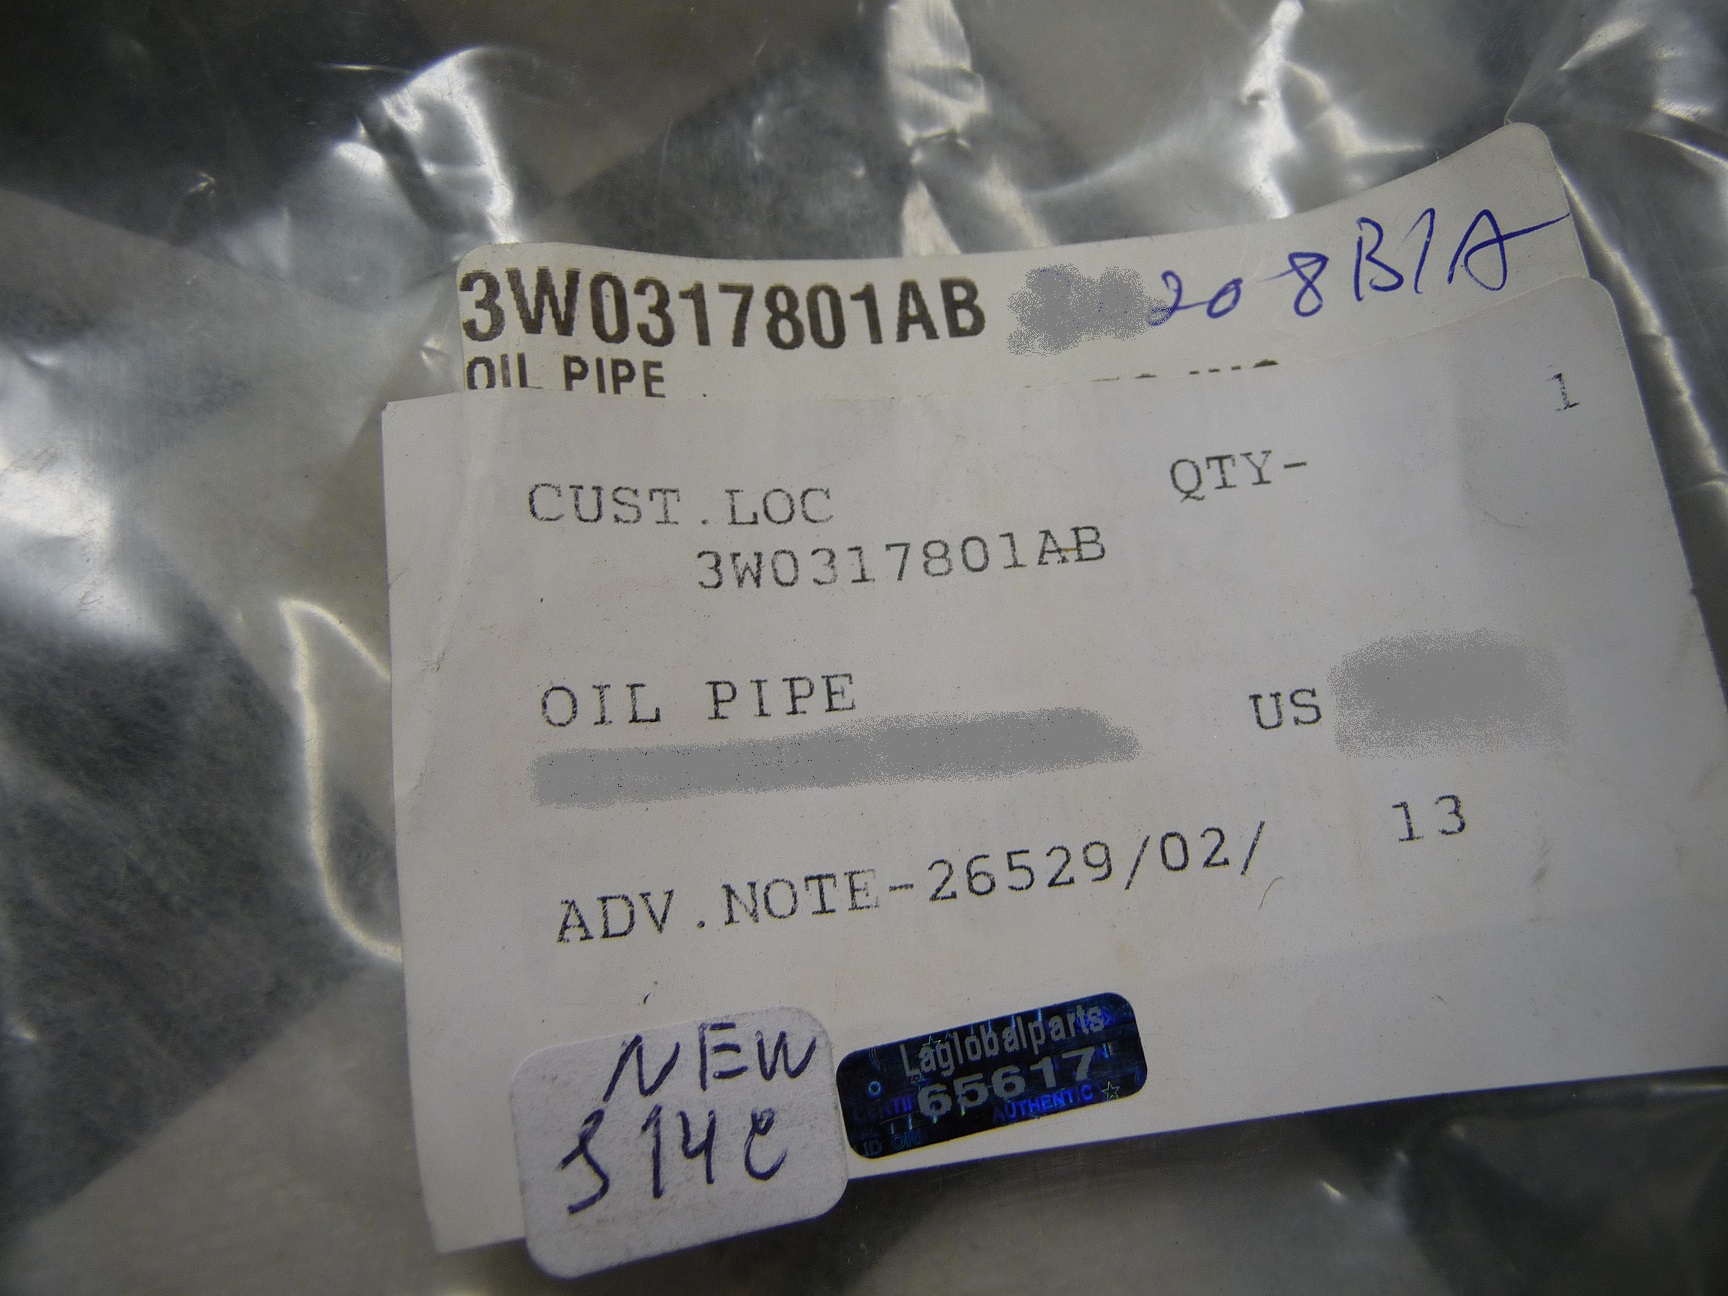 3W0317801AB 208B1A
OIL PIPE
1
CUST.LOC QTY-
3W0317801AB
OIL PIPE US
ADV.NOTE-26529/02/ 13
NEW
S14C
Laglobalparts
65617
AUTHENTIC